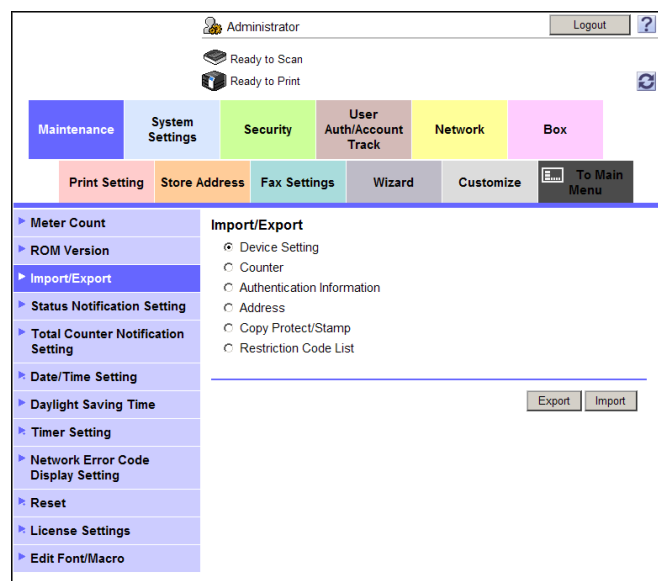 Administrator
Logout
?
Ready to Scan
Ready to Print
Maintenance
System
Settings
Security
User
Auth/Account
Track
Network
Box
Print Setting
Store Address
Fax Settings
Wizard
Customize
To Main
Menu
Meter Count
ROM Version
Import/Export
Status Notification Setting
Total Counter Notification
Setting
Date/Time Setting
Daylight Saving Time
Timer Setting
Network Error Code
Display Setting
Reset
License Settings
Edit Font/Macro
Import/Export
Device Setting
Counter
Authentication Information
Address
Copy Protect/Stamp
Restriction Code List
Export
Import